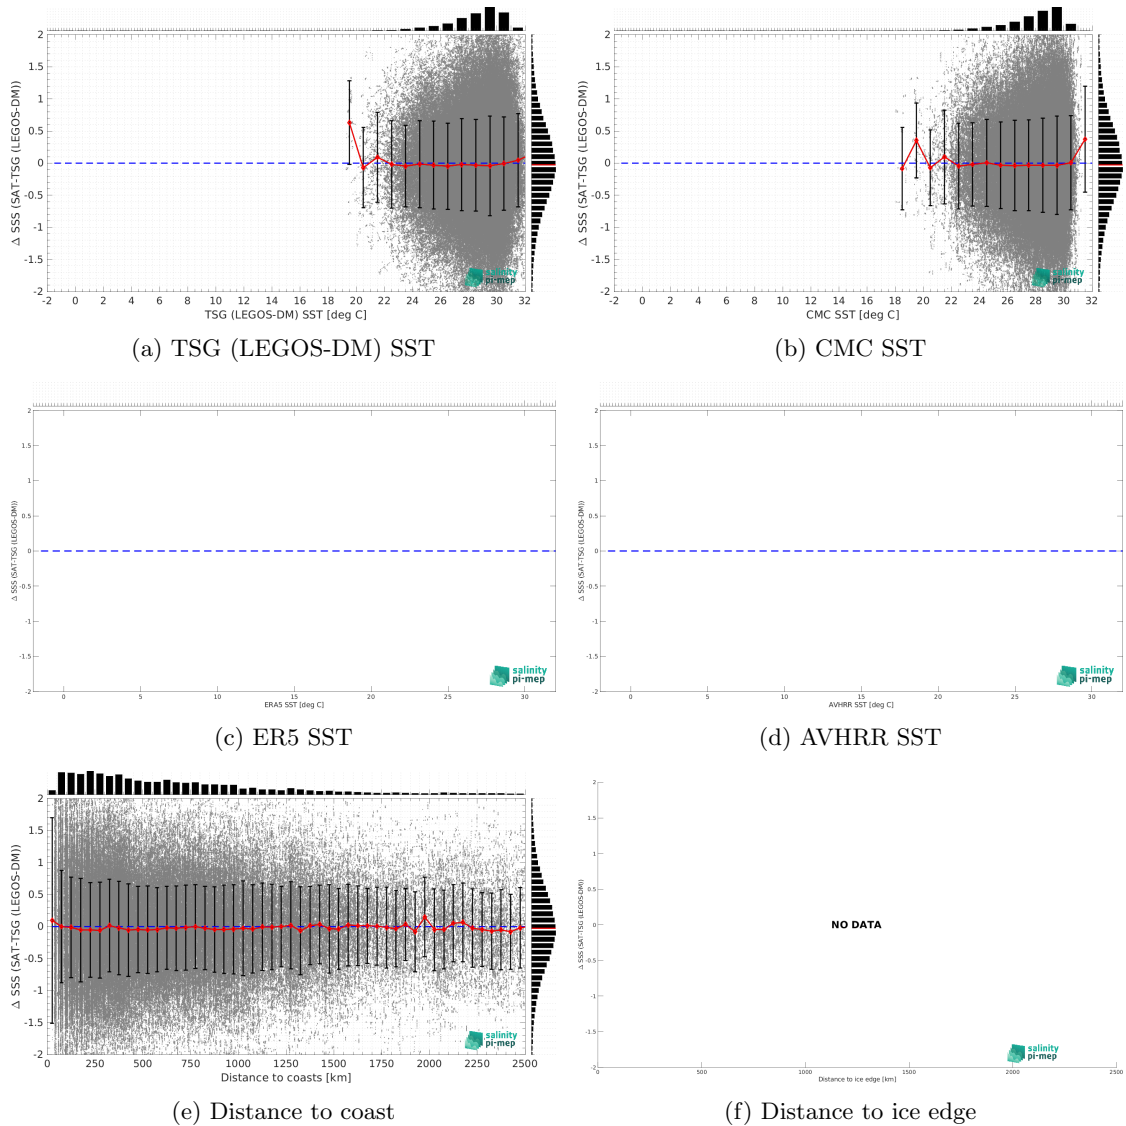 2
1.5
1
0.5
0
-0.5
-1
-1.5
-2
Δ SSS (SAT-TSG (LEGOS-DM))
salinity
pi-mep
-2 0 2 4 6 8 10 12 14 16 18 20 22 24 26 28 30 32
TSG (LEGOS-DM) SST [deg C]
(a) TSG (LEGOS-DM) SST
2
1.5
1
0.5
0
-0.5
-1
-1.5
-2
Δ SSS (SAT-TSG (LEGOS-DM))
salinity
pi-mep
-2 0 2 4 6 8 10 12 14 16 18 20 22 24 26 28 30 32
CMC SST [deg C]
(b) CMC SST
2
1.5
1
0.5
0
-0.5
-1
-1.5
-2
Δ SSS (SAT-TSG (LEGOS-DM))
salinity
pi-mep
0 5 10 15 20 25 30
ERA5 SST [deg C]
(c) ER5 SST
2
1.5
1
0.5
0
-0.5
-1
-1.5
-2
Δ SSS (SAT-TSG (LEGOS-DM))
salinity
pi-mep
0 5 10 15 20 25 30
AVHRR SST [deg C]
(d) AVHRR SST
2
1.5
1
0.5
0
-0.5
-1
-1.5
-2
Δ SSS (SAT-TSG (LEGOS-DM))
salinity
pi-mep
0 250 500 750 1000 1250 1500 1750 2000 2250 2500
Distance to coasts [km]
(e) Distance to coast
2
1.5
1
0.5
0
-0.5
-1
-1.5
-2
Δ SSS (SAT-TSG (LEGOS-DM))
NO DATA
salinity
pi-mep
0 500 1000 1500 2000 2500
Distance to ice edge [km]
(f) Distance to ice edge